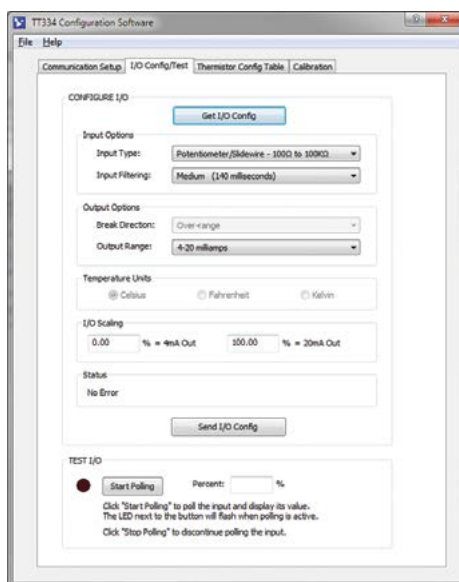 TT334 Configuration Software
File Help
Communication Setup I/O Config/Test Thermistor Config Table Calibration
CONFIGURE I/O
Get I/O Config
Input Options
Input Type: Potentiometer/Slidewire - 100Ω to 100KΩ
Input Filtering: Medium (140 milliseconds)
Output Options
Break Direction: Over-range
Output Range: 4-20 milliamps
Temperature Units
Celsius Fahrenheit Kelvin
I/O Scaling
0.00 % = 4mA Out 100.00 % = 20mA Out
Status
No Error
Send I/O Config
TEST I/O
Start Polling Percent: %
Click "Start Polling" to poll the input and display its value.
The LED next to the button will flash when polling is active.
Click "Stop Polling" to discontinue polling the input.